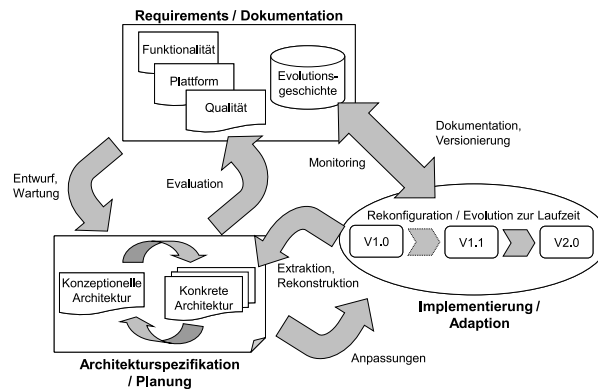 Requirements / Dokumentation
Funktionalität
Plattform
Qualität
Evolutions-
geschichte
Dokumentation,
Versionierung
Monitoring
Entwurf,
Wartung
Evaluation
Rekonfiguration / Evolution zur Laufzeit
V1.0
V1.1
V2.0
Extraktion,
Rekonstruktion
Konzeptionelle
Architektur
Konkrete
Architektur
Implementierung /
Adaption
Anpassungen
Architekturspezifikation
/ Planung